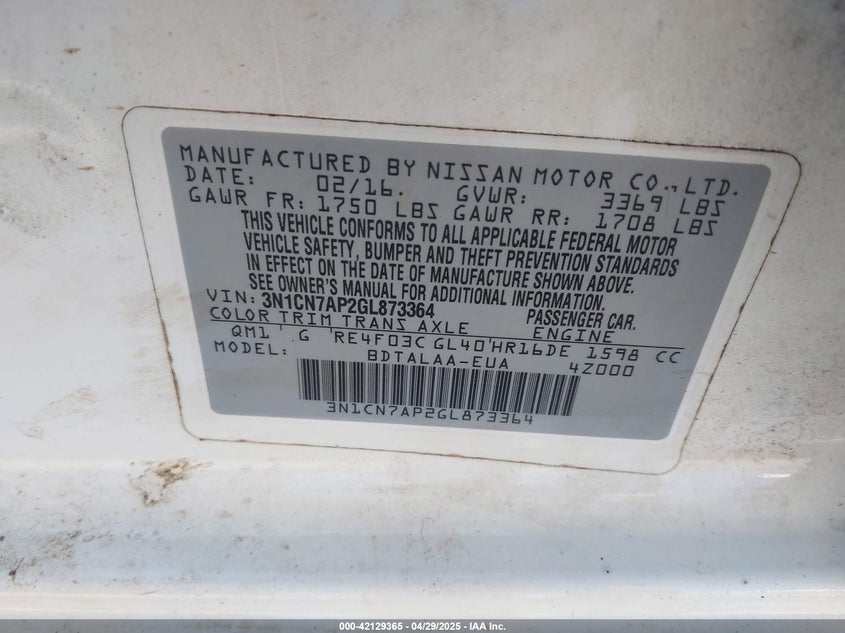 MANUFACTURED BY NISSAN MOTOR CO., LTD.
DATE: 02/16. GVWR: 3369 LBS
GAWR FR: 1750 LBS GAWR RR: 1708 LBS
THIS VEHICLE CONFORMS TO ALL APPLICABLE FEDERAL MOTOR
VEHICLE SAFETY, BUMPER AND THEFT PREVENTION STANDARDS
IN EFFECT ON THE DATE OF MANUFACTURE SHOWN ABOVE.
SEE OWNER'S MANUAL FOR ADDITIONAL INFORMATION.
VIN: 3N1CN7AP2GL873364 PASSENGER CAR.
COLOR TRIM TRANS AXLE ENGINE
QM1 ' G 'RE4F03C GL40'HR16DE 1598 CC
MODEL: BDTALAA-EUA 4Z000
3N1CN7AP2GL873364
000-42129365 - 04/29/2025 - IAA Inc.